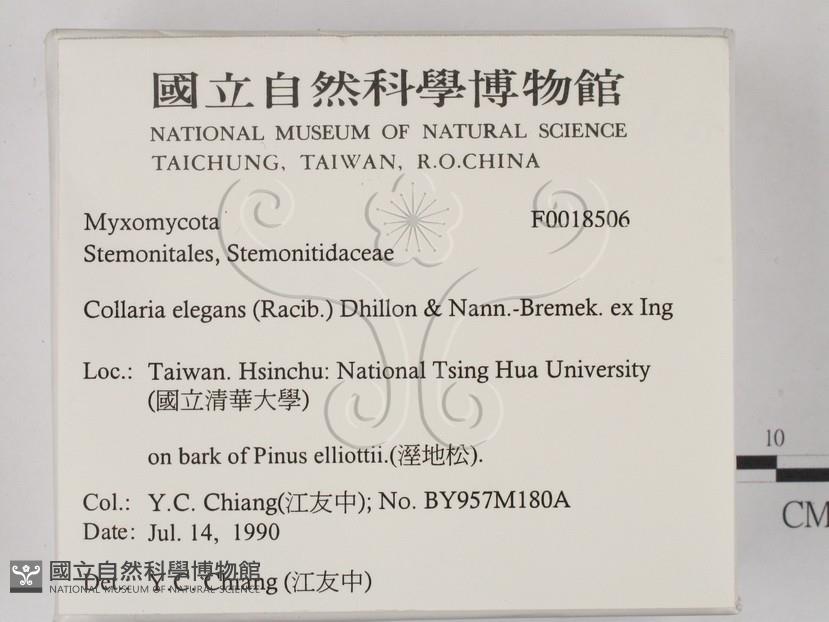 國立自然科學博物館
NATIONAL MUSEUM OF NATURAL SCIENCE
TAICHUNG, TAIWAN, R.O.CHINA
Myxomycota F0018506
Stemonitales, Stemonitidaceae
Collaria elegans (Racib.) Dhillon & Nann.-Bremek. ex Ing
Loc.: Taiwan. Hsinchu: National Tsing Hua University
(國立清華大學)
on bark of Pinus elliottii.(溼地松).
Col.: Y.C. Chiang(江友中); No. BY957M180A
Date: Jul. 14, 1990
Det.: Y.C. Chiang (江友中)
國立自然科學博物館
NATIONAL MUSEUM OF NATURAL SCIENCE
10
CM